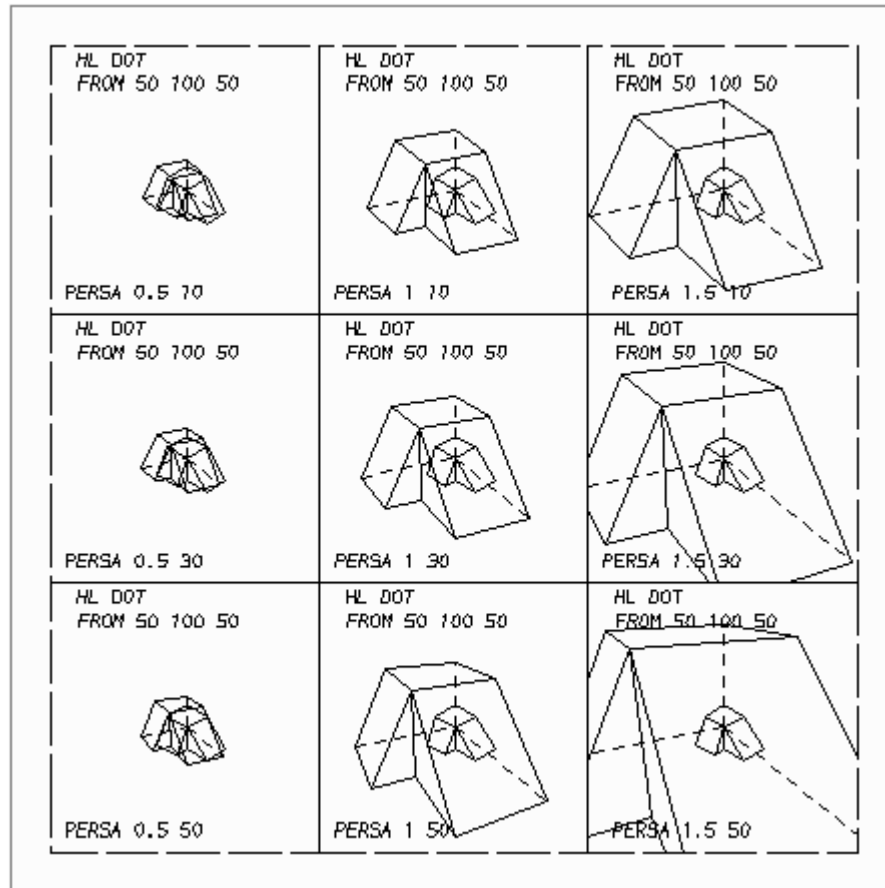 HL DOT
FROM 50 100 50
PERSA 0.5 10
HL DOT
FROM 50 100 50
PERSA 1 10
HL DOT
FROM 50 100 50
PERSA 1.5 10
HL DOT
FROM 50 100 50
PERSA 0.5 30
HL DOT
FROM 50 100 50
PERSA 1 30
HL DOT
FROM 50 100 50
PERSA 1.5 30
HL DOT
FROM 50 100 50
PERSA 0.5 50
HL DOT
FROM 50 100 50
PERSA 1 50
HL DOT
FROM 50 100 50
PERSA 1.5 50